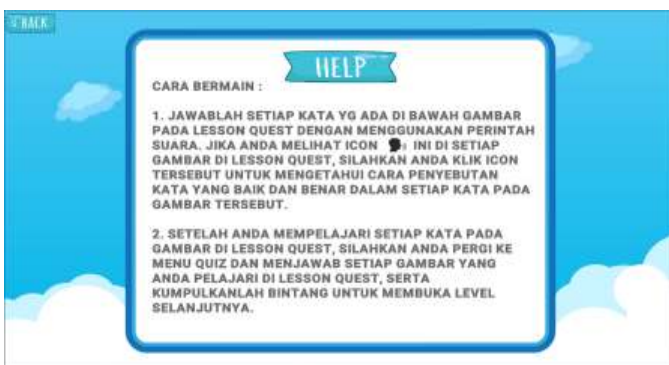 BACK
HELP
CARA BERMAIN :
1. JAWABLAH SETIAP KATA YG ADA DI BAWAH GAMBAR
PADA LESSON QUEST DENGAN MENGGUNAKAN PERINTAH
SUARA. JIKA ANDA MELIHAT ICON INI DI SETIAP
GAMBAR DI LESSON QUEST, SILAHKAN ANDA KLIK ICON
TERSEBUT UNTUK MENGETAHUI CARA PENYEBUTAN
KATA YANG BAIK DAN BENAR DALAM SETIAP KATA PADA
GAMBAR TERSEBUT.
2. SETELAH ANDA MEMPELAJARI SETIAP KATA PADA
GAMBAR DI LESSON QUEST, SILAHKAN ANDA PERGI KE
MENU QUIZ DAN MENJAWAB SETIAP GAMBAR YANG
ANDA PELAJARI DI LESSON QUEST, SERTA
KUMPULKANLAH BINTANG UNTUK MEMBUKA LEVEL
SELANJUTNYA.